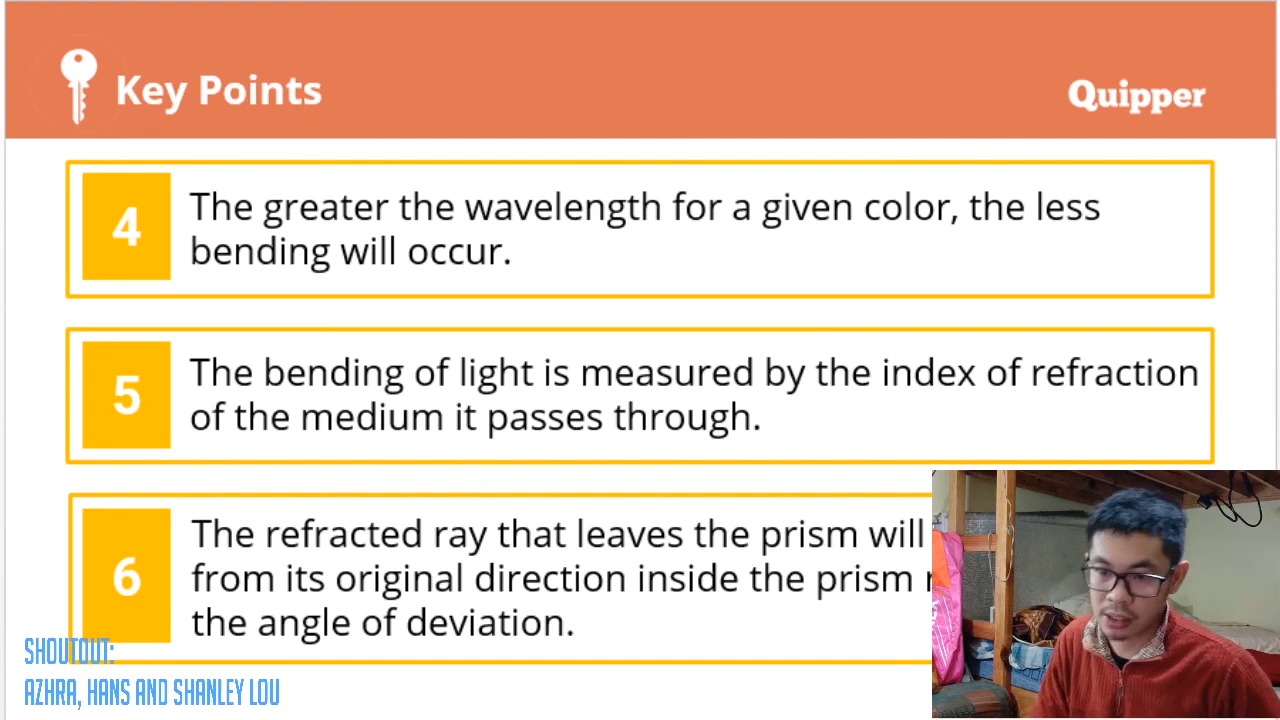 Key Points
Quipper
4
The greater the wavelength for a given color, the less
bending will occur.
5
The bending of light is measured by the index of refraction
of the medium it passes through.
6
The refracted ray that leaves the prism will
from its original direction inside the prism
the angle of deviation.
SHOUTOUT:
AZHRA, HANS AND SHANLEY LOU